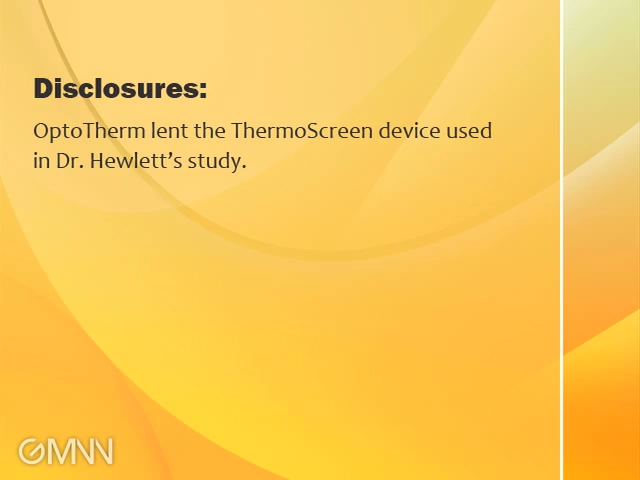 Disclosures:
OptoTherm lent the ThermoScreen device used
in Dr. Hewlett’s study.
GMNN